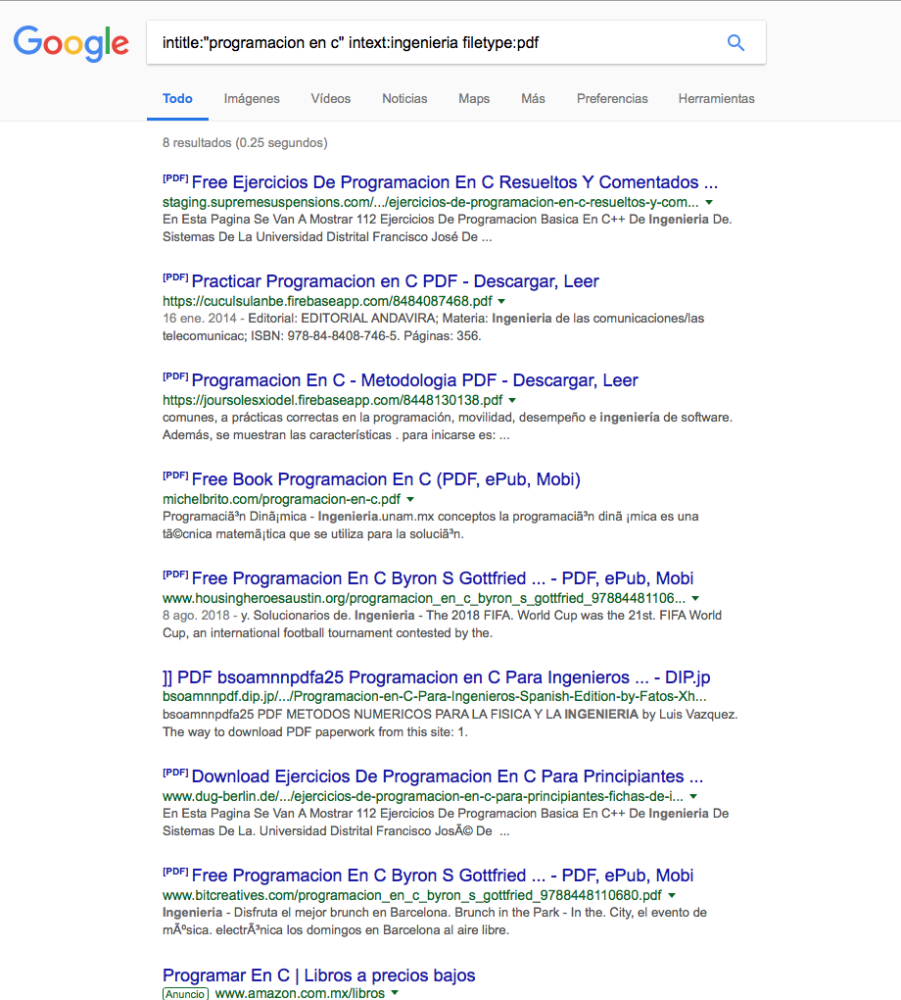 Google
intitle:"programacion en c" intext:ingenieria filetype:pdf
Todo Imágenes Vídeos Noticias Maps Más Preferencias Herramientas
8 resultados (0.25 segundos)
[PDF] Free Ejercicios De Programacion En C Resueltos Y Comentados ...
staging.supremesuspensions.com/.../ejercicios-de-programacion-en-c-resueltos-y-com...
En Esta Pagina Se Van A Mostrar 112 Ejercicios De Programacion Basica En C++ De Ingenieria De.
Sistemas De La Universidad Distrital Francisco José De ...
[PDF] Practicar Programacion en C PDF - Descargar, Leer
https://cuculsulanbe.firebaseapp.com/8484087468.pdf
16 ene. 2014 - Editorial: EDITORIAL ANDAVIRA; Materia: Ingenieria de las comunicaciones/las
telecomunicac; ISBN: 978-84-8408-746-5. Páginas: 356.
[PDF] Programacion En C - Metodologia PDF - Descargar, Leer
https://joursolesxiodel.firebaseapp.com/8448130138.pdf
comunes, a prácticas correctas en la programación, movilidad, desempeño e ingeniería de software.
Además, se muestran las características . para inicarse es: ...
[PDF] Free Book Programacion En C (PDF, ePub, Mobi)
michelbrito.com/programacion-en-c.pdf
Programaciã³n Dinã¡mica - Ingenieria.unam.mx conceptos la programaciã³n dinã ¡mica es una
tã©cnica matemã¡tica que se utiliza para la soluciã³n.
[PDF] Free Programacion En C Byron S Gottfried ... - PDF, ePub, Mobi
www.housingheroesaustin.org/programacion_en_c_byron_s_gottfried_97884481106...
8 ago. 2018 - y. Solucionarios de. Ingenieria - The 2018 FIFA. World Cup was the 21st. FIFA World
Cup, an international football tournament contested by the.
]] PDF bsoamnnpdfa25 Programacion en C Para Ingenieros ... - DIP.jp
bsoamnnpdf.dip.jp/.../Programacion-en-C-Para-Ingenieros-Spanish-Edition-by-Fatos-Xh...
bsoamnnpdfa25 PDF METODOS NUMERICOS PARA LA FISICA Y LA INGENIERIA by Luis Vazquez.
The way to download PDF paperwork from this site: 1.
[PDF] Download Ejercicios De Programacion En C Para Principiantes ...
www.dug-berlin.de/.../ejercicios-de-programacion-en-c-para-principiantes-fichas-de-i...
En Esta Pagina Se Van A Mostrar 112 Ejercicios De Programacion Basica En C++ De Ingenieria De
Sistemas De La. Universidad Distrital Francisco JosÃ© De ...
[PDF] Free Programacion En C Byron S Gottfried ... - PDF, ePub, Mobi
www.bitcreatives.com/programacion_en_c_byron_s_gottfried_9788448110680.pdf
Ingenieria - Disfruta el mejor brunch en Barcelona. Brunch in the Park - In the. City, el evento de
mÃºsica. electrÃ³nica los domingos en Barcelona al aire libre.
Programar En C | Libros a precios bajos
Anuncio www.amazon.com.mx/libros